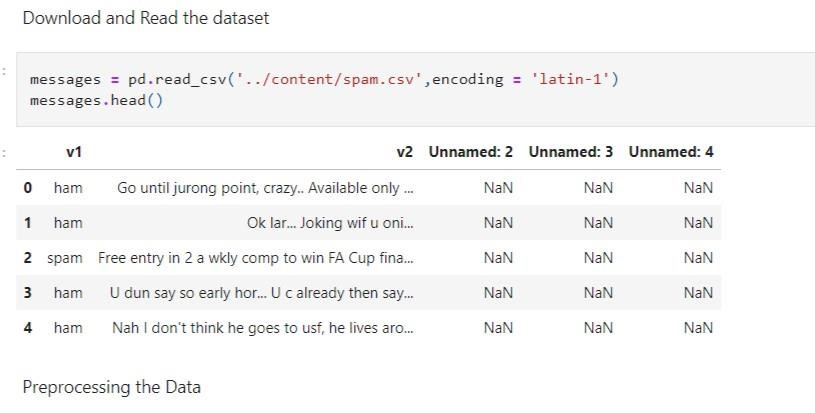 Download and Read the dataset
:
messages = pd.read_csv('../content/spam.csv',encoding = 'latin-1')
messages.head()
:
v1 v2 Unnamed: 2 Unnamed: 3 Unnamed: 4
0 ham Go until jurong point, crazy.. Available only ... NaN NaN NaN
1 ham Ok lar... Joking wif u oni... NaN NaN NaN
2 spam Free entry in 2 a wkly comp to win FA Cup fina... NaN NaN NaN
3 ham U dun say so early hor... U c already then say... NaN NaN NaN
4 ham Nah I don't think he goes to usf, he lives aro... NaN NaN NaN
Preprocessing the Data